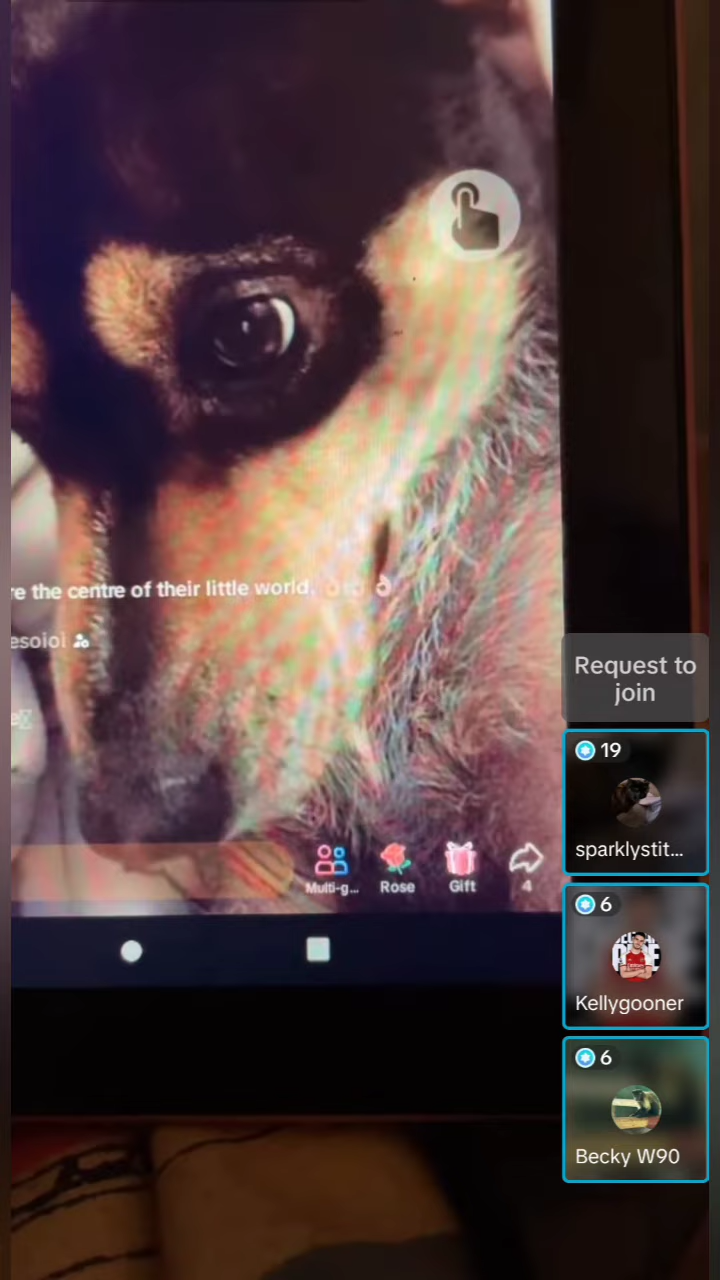 re the centre of their little world.
esoioi
Multi-g...
Rose
Gift
4
Request to
join
19
sparklystit...
6
Kellygooner
6
Becky W90